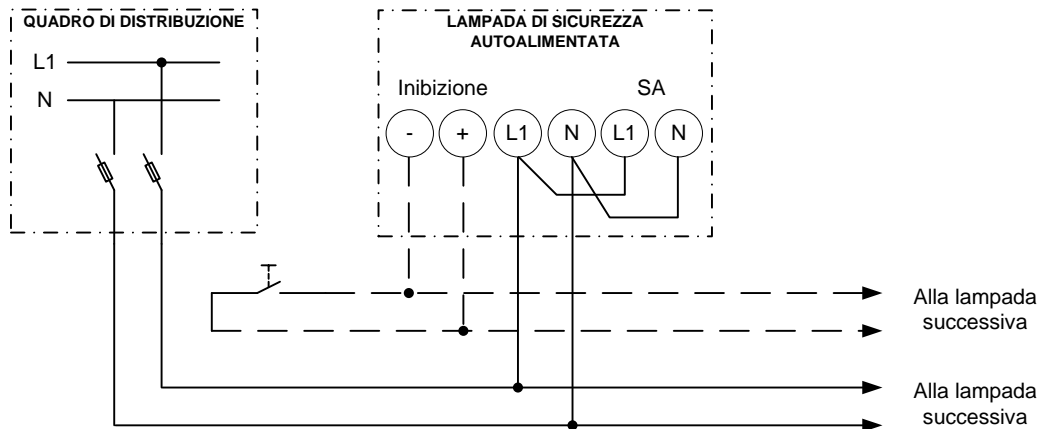 QUADRO DI DISTRIBUZIONE
L1
N
LAMPADA DI SICUREZZA
AUTOALIMENTATA
Inibizione
SA
- + L1 N L1 N
Alla lampada
successiva
Alla lampada
successiva